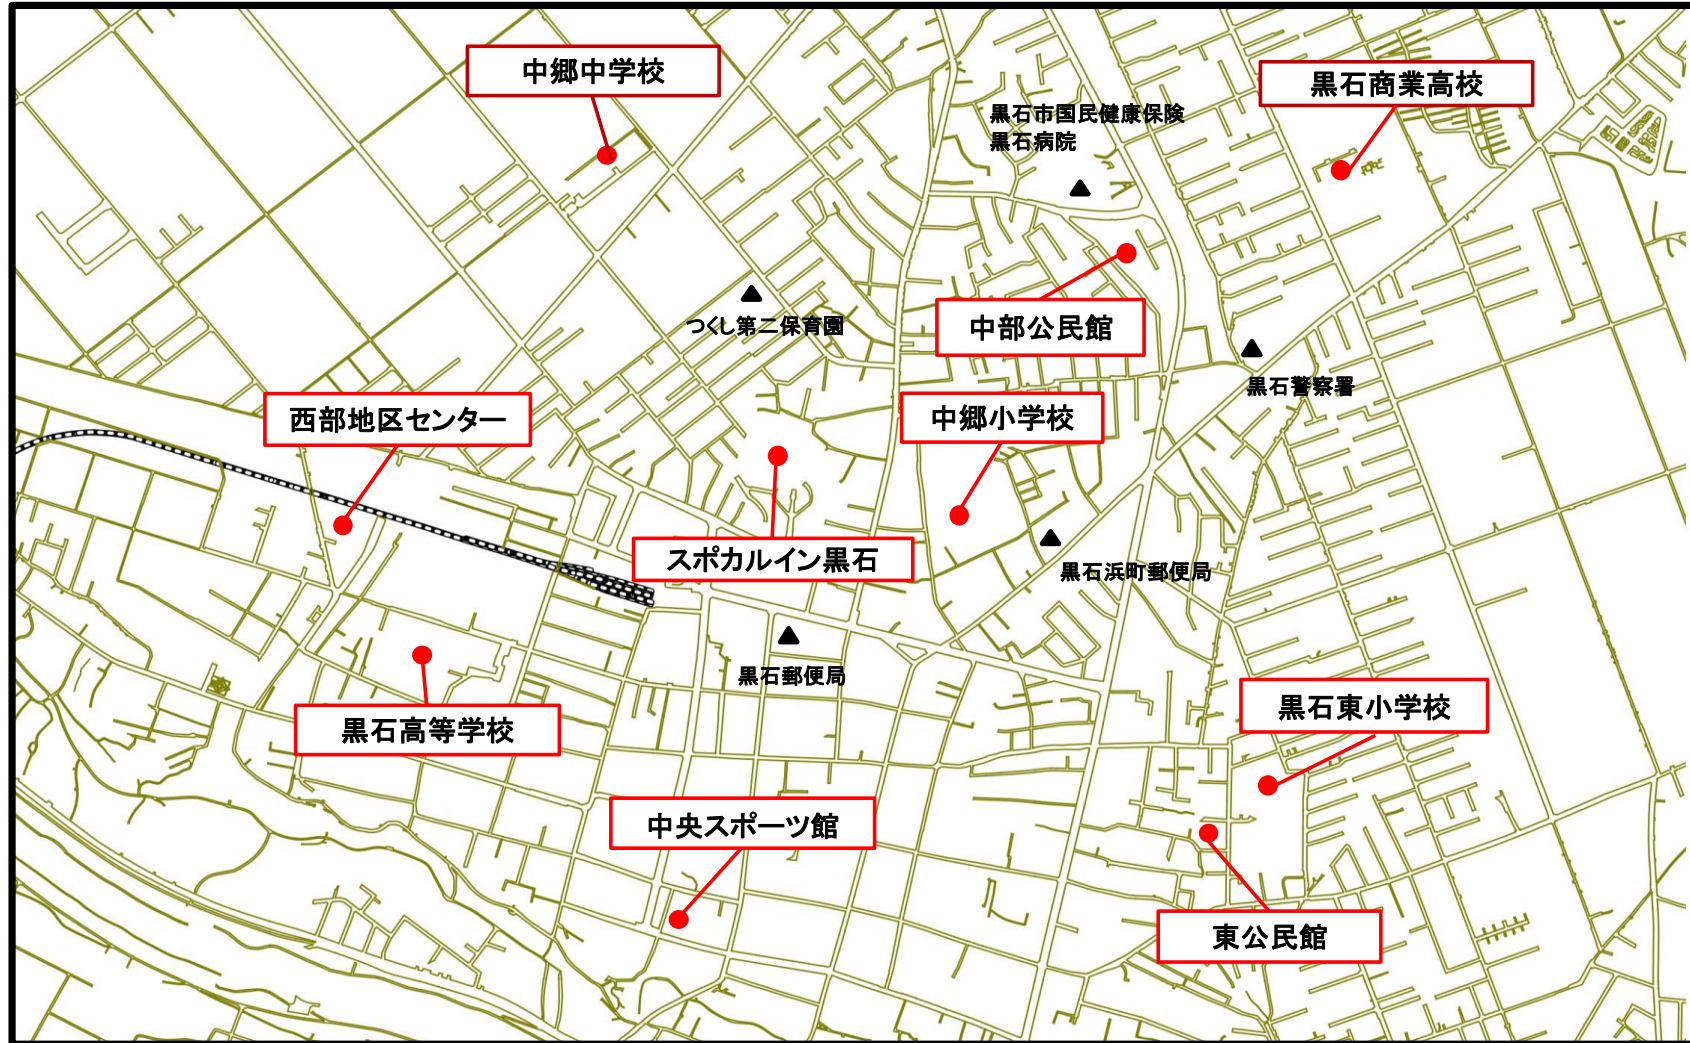 中郷中学校
黒石商業高校
黒石市国民健康保険
黒石病院
つくし第二保育園
中部公民館
黒石警察署
西部地区センター
中郷小学校
スポカルイン黒石
黒石浜町郵便局
黒石郵便局
黒石高等学校
黒石東小学校
中央スポーツ館
東公民館